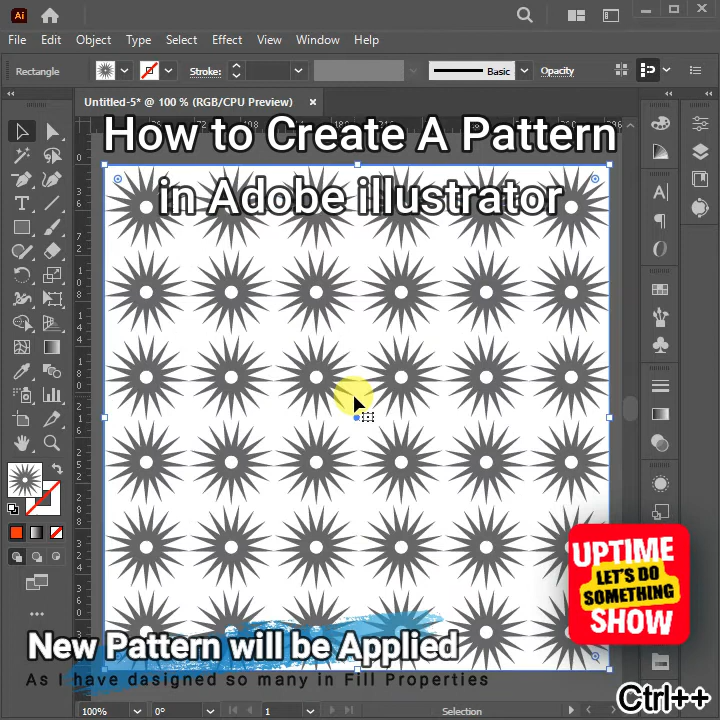 Ai
File Edit Object Type Select Effect View Window Help
Rectangle Stroke: Basic Opacity
Untitled-5* @ 100 % (RGB/CPU Preview) ×
How to Create A Pattern
in Adobe illustrator
UPTIME
LET'S DO
SOMETHING
SHOW
New Pattern will be Applied
As I have dasigned so many in Fill Properties
Ctrl++
100% 0° 1 Selection